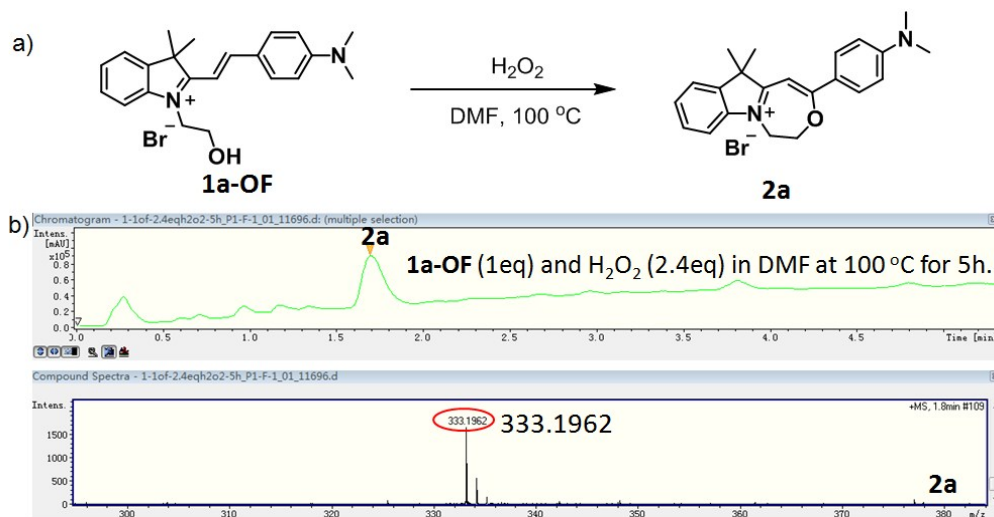 a)
N
N
+
Br
−
OH
1a-OF
H2O2
DMF, 100 °C
N
N
+
O
Br
−
2a
b)
Chromatogram - 1-1of-2.4eqh2o2-5h_P1-F-1_01_11696.d: (multiple selection)
Intens.
[mAU]
x10^5
0.8
0.6
0.4
0.2
0.0
2a
1a-OF (1eq) and H2O2 (2.4eq) in DMF at 100 °C for 5h.
0.0 0.5 1.0 1.5 2.0 2.5 3.0 3.5 4.0 4.5 Time [min
Compound Spectra - 1-1of-2.4eqh2o2-5h_P1-F-1_01_11696.d
Intens.
+MS, 1.8min #109
333.1962
333.1962
1500
1000
500
0
2a
300 320 330 340 350 360 370 380 m/z